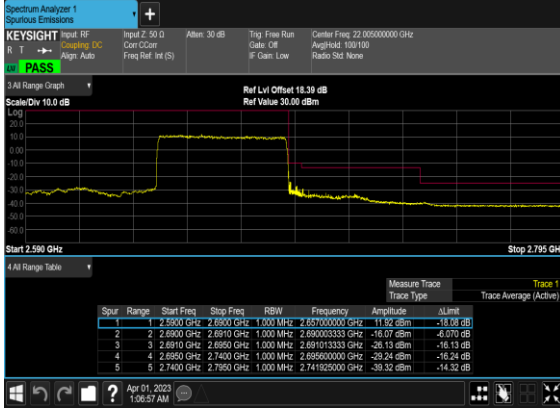 Spectrum Analyzer 1
Spurious Emissions
+
KEYSIGHT Input: RF Input Z: 50 Ω Atten: 30 dB Trig: Free Run Center Freq: 22.005000000 GHz
R T Coupling: DC Corr CCorr Gate: Off Avg|Hold: 100/100
Align: Auto Freq Ref: Int (S) IF Gain: Low Radio Std: None
LXI PASS
3 All Range Graph
Ref Lvl Offset 18.39 dB
Scale/Div 10.0 dB Ref Value 30.00 dBm
Log
20.0
10.0
0.00
-10.0
-20.0
-30.0
-40.0
-50.0
-60.0
Start 2.590 GHz Stop 2.795 GH
4 All Range Table
Measure Trace Trace 1
Trace Type Trace Average (Active)
Spur Range Start Freq Stop Freq RBW Frequency Amplitude ΔLimit
1 1 2.5900 GHz 2.6900 GHz 1.000 MHz 2.657000000 GHz 11.92 dBm -18.08 dB
2 2 2.6900 GHz 2.6910 GHz 1.000 MHz 2.690003333 GHz -16.07 dBm -6.070 dB
3 3 2.6910 GHz 2.6950 GHz 1.000 MHz 2.691013333 GHz -26.13 dBm -16.13 dB
4 4 2.6950 GHz 2.7400 GHz 1.000 MHz 2.695600000 GHz -29.24 dBm -16.24 dB
5 5 2.7400 GHz 2.7950 GHz 1.000 MHz 2.741925000 GHz -39.32 dBm -14.32 dB
? Apr 01, 2023
1:06:57 AM